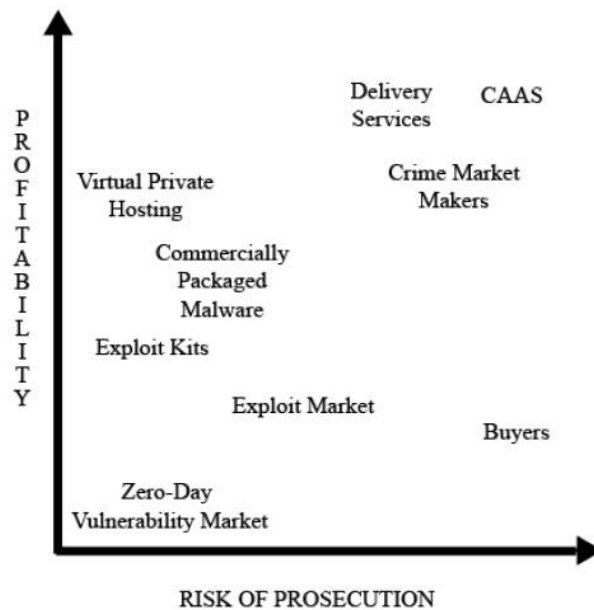 PROFITABILITY
Delivery
Services
CAAS
Virtual Private
Hosting
Crime Market
Makers
Commercially
Packaged
Malware
Exploit Kits
Exploit Market
Buyers
Zero-Day
Vulnerability Market
RISK OF PROSECUTION